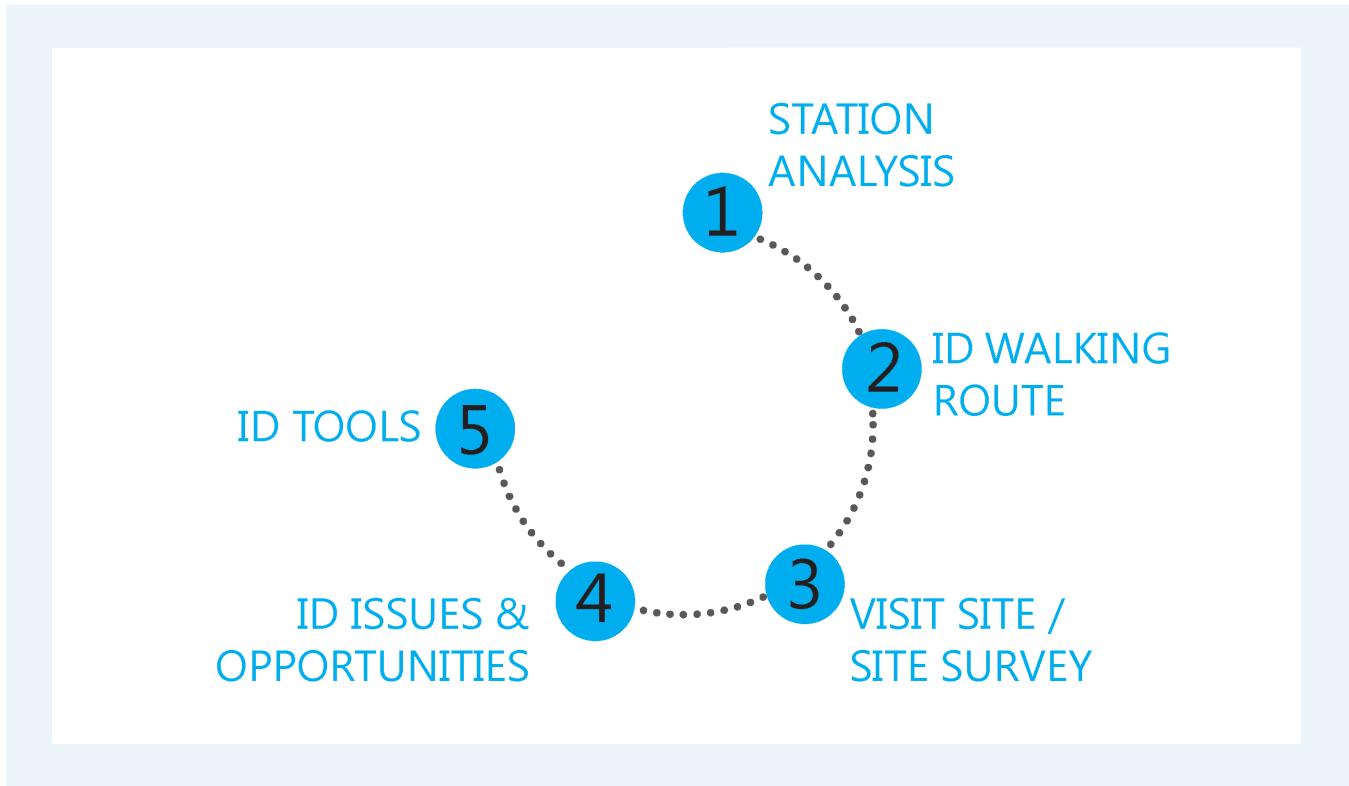 1
STATION
ANALYSIS
2
ID WALKING
ROUTE
3
VISIT SITE /
SITE SURVEY
4
ID ISSUES &
OPPORTUNITIES
5
ID TOOLS